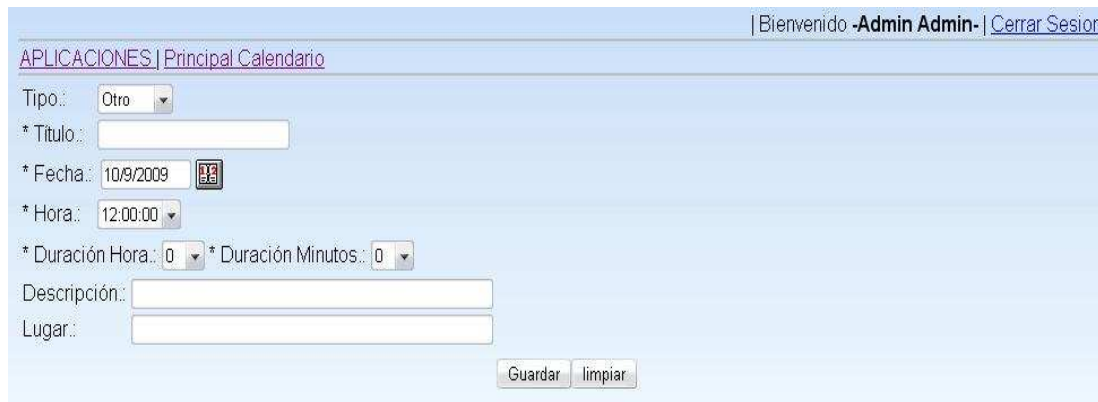 |Bienvenido -Admin Admin- | Cerrar Sesion
APLICACIONES | Principal Calendario
Tipo.: Otro
* Título.:
* Fecha.: 10/9/2009
* Hora.: 12:00:00
* Duración Hora.: 0 * Duración Minutos.: 0
Descripción.:
Lugar.:
Guardar limpiar